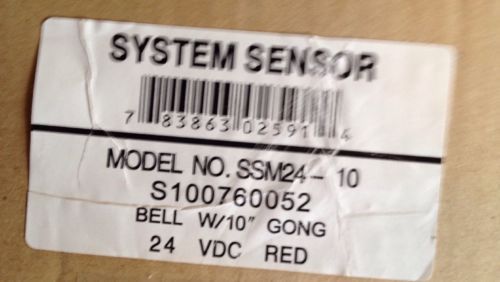 SYSTEM SENSOR
7 83863 02591 4
MODEL NO. SSM24-10
S100760052
BELL W/10" GONG
24 VDC RED